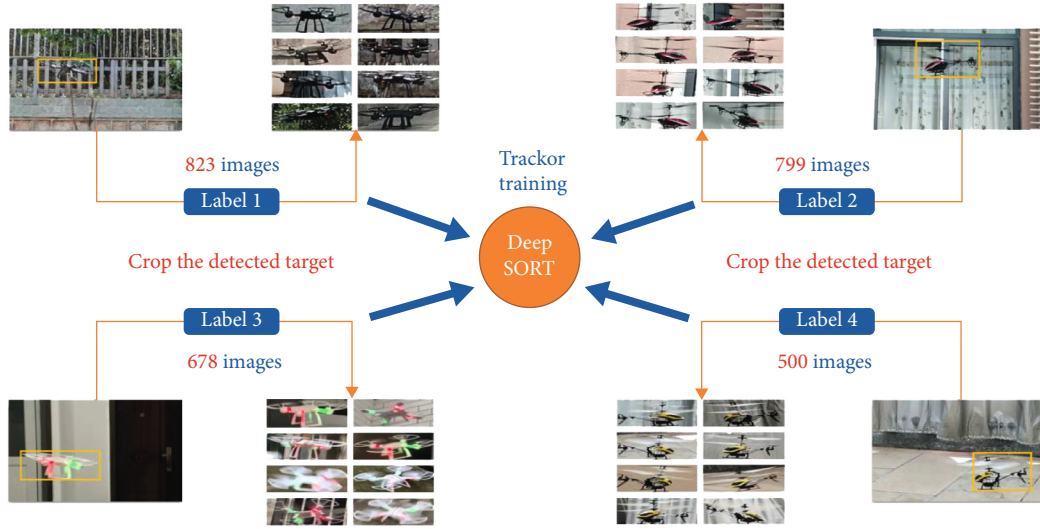 823 images
Label 1
Trackor
training
799 images
Label 2
Crop the detected target
Deep
SORT
Crop the detected target
Label 3
678 images
Label 4
500 images